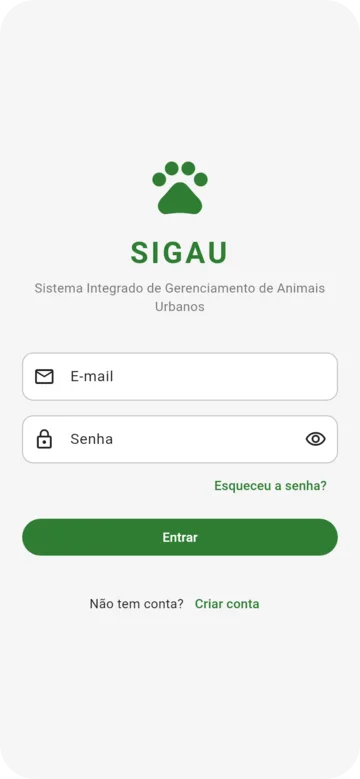 SIGAU
Sistema Integrado de Gerenciamento de Animais
Urbanos
E-mail
Senha
Esqueceu a senha?
Entrar
Não tem conta? Criar conta